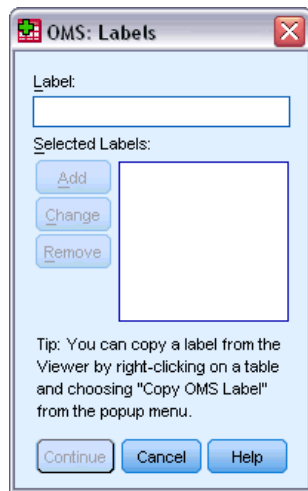 OMS: Labels
Label:
Selected Labels:
Add
Change
Remove
Tip: You can copy a label from the
Viewer by right-clicking on a table
and choosing "Copy OMS Label"
from the popup menu.
Continue Cancel Help